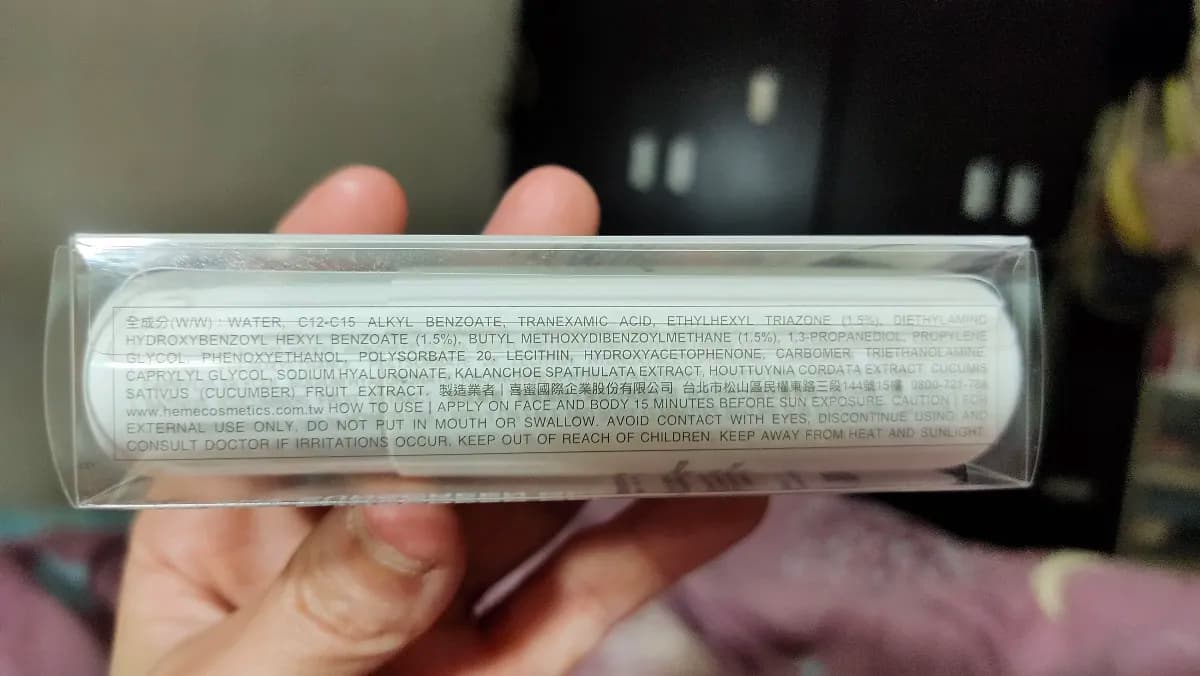 全成分(W/W) : WATER, C12-C15 ALKYL BENZOATE, TRANEXAMIC ACID, ETHYLHEXYL TRIAZONE (1.5%), DIETHYLAMINO
HYDROXYBENZOYL HEXYL BENZOATE (1.5%), BUTYL METHOXYDIBENZOYLMETHANE (1.5%), 1,3-PROPANEDIOL, PROPYLENE
GLYCOL, PHENOXYETHANOL, POLYSORBATE 20, LECITHIN, HYDROXYACETOPHENONE, CARBOMER, TRIETHANOLAMINE
CAPRYLYL GLYCOL, SODIUM HYALURONATE, KALANCHOE SPATHULATA EXTRACT, HOUTTUYNIA CORDATA EXTRACT, CUCUMIS
SATIVUS (CUCUMBER) FRUIT EXTRACT. 製造業者 | 喜蜜國際企業股份有限公司 台北市松山區民權東路三段144號15樓 0800-721-788
www.hemecosmetics.com.tw HOW TO USE | APPLY ON FACE AND BODY 15 MINUTES BEFORE SUN EXPOSURE. CAUTION | FOR
EXTERNAL USE ONLY. DO NOT PUT IN MOUTH OR SWALLOW. AVOID CONTACT WITH EYES, DISCONTINUE USING AND
CONSULT DOCTOR IF IRRITATIONS OCCUR. KEEP OUT OF REACH OF CHILDREN. KEEP AWAY FROM HEAT AND SUNLIGHT